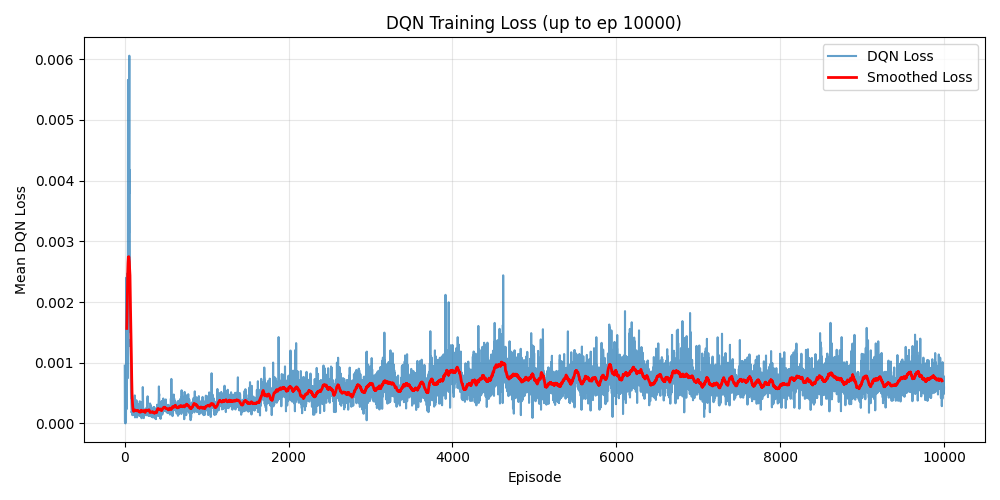 DQN Training Loss (up to ep 10000)
DQN Loss
Smoothed Loss
0.006
0.005
0.004
0.003
0.002
0.001
0.000
Mean DQN Loss
0
2000
4000
6000
8000
10000
Episode